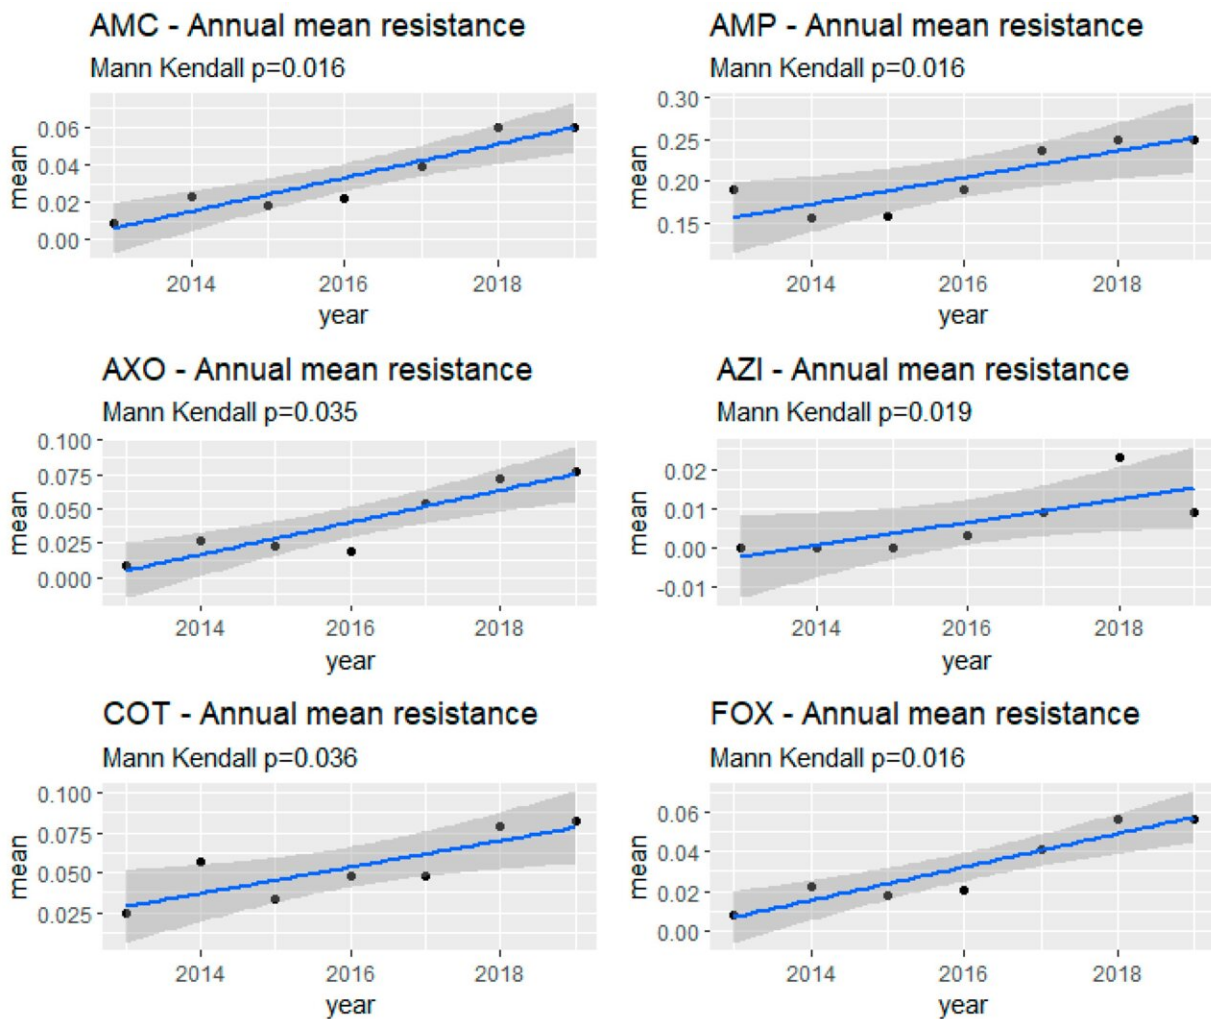 AMC - Annual mean resistance
Mann Kendall p=0.016
mean
0.06
0.04
0.02
0.00
2014 2016 2018
year
AMP - Annual mean resistance
Mann Kendall p=0.016
mean
0.30
0.25
0.20
0.15
2014 2016 2018
year
AXO - Annual mean resistance
Mann Kendall p=0.035
mean
0.100
0.075
0.050
0.025
0.000
2014 2016 2018
year
AZI - Annual mean resistance
Mann Kendall p=0.019
mean
0.02
0.01
0.00
-0.01
2014 2016 2018
year
COT - Annual mean resistance
Mann Kendall p=0.036
mean
0.100
0.075
0.050
0.025
2014 2016 2018
year
FOX - Annual mean resistance
Mann Kendall p=0.016
mean
0.06
0.04
0.02
0.00
2014 2016 2018
year